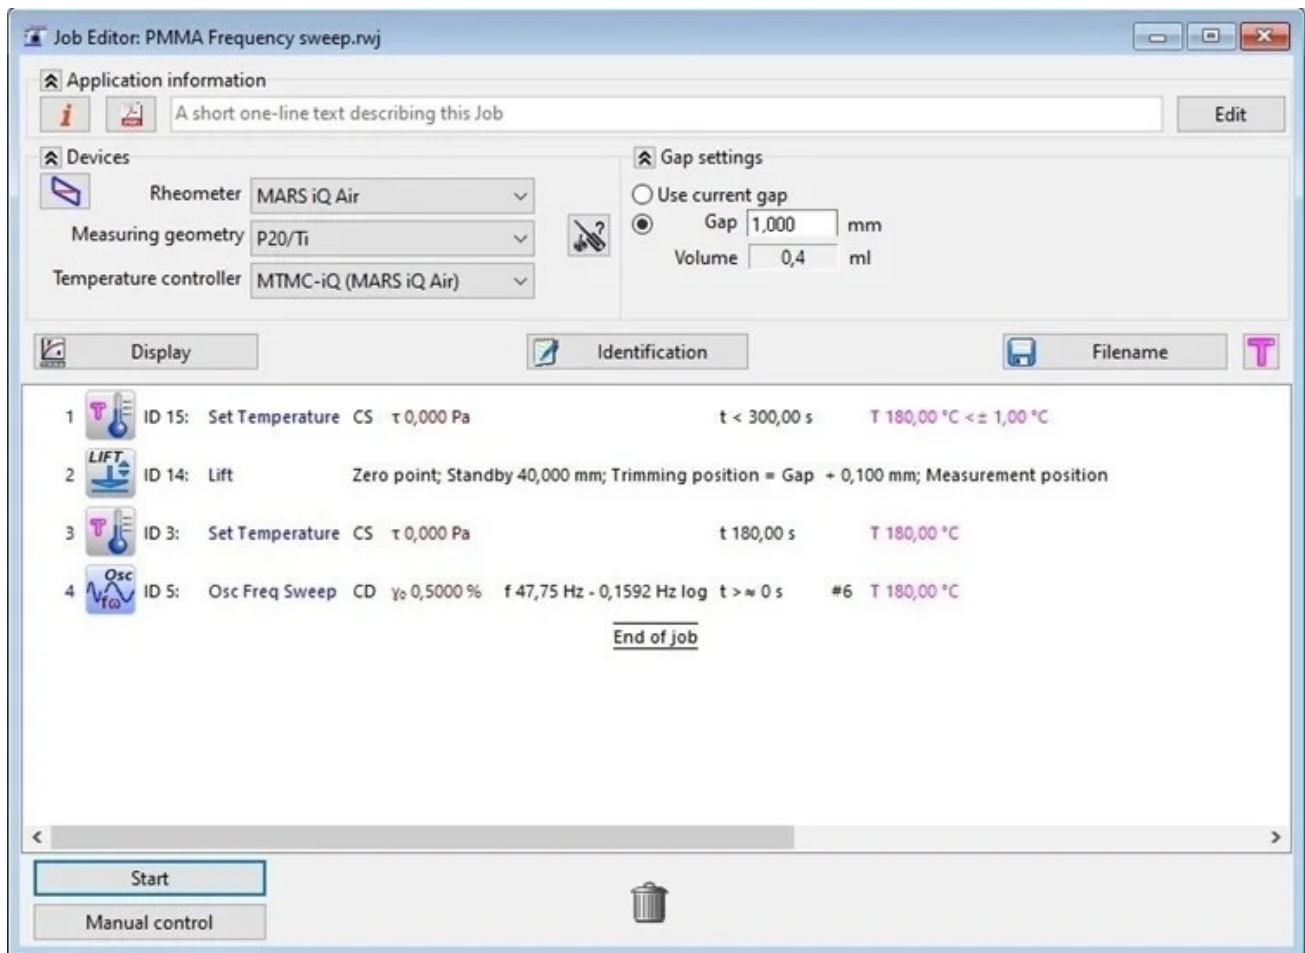 Job Editor: PMMA Frequency sweep.rwj
Application information
i A short one-line text describing this Job Edit
Devices
Rheometer MARS iQ Air
Measuring geometry P20/Ti
Temperature controller MTMC-iQ (MARS iQ Air)
Gap settings
Use current gap
Gap 1,000 mm
Volume 0,4 ml
Display Identification Filename T
1 T ID 15: Set Temperature CS τ 0,000 Pa t < 300,00 s T 180,00 °C <± 1,00 °C
2 LIFT ID 14: Lift Zero point; Standby 40,000 mm; Trimming position = Gap + 0,100 mm; Measurement position
3 T ID 3: Set Temperature CS τ 0,000 Pa t 180,00 s T 180,00 °C
4 Osc fω ID 5: Osc Freq Sweep CD γ₀ 0,5000 % f 47,75 Hz - 0,1592 Hz log t >≈ 0 s #6 T 180,00 °C
End of job
Start
Manual control